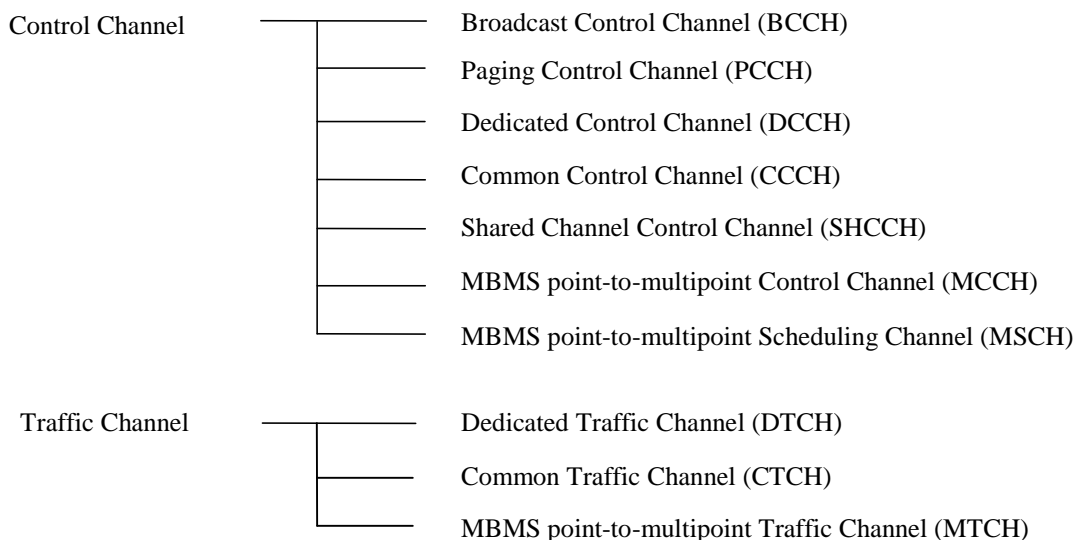 Control Channel
Broadcast Control Channel (BCCH)
Paging Control Channel (PCCH)
Dedicated Control Channel (DCCH)
Common Control Channel (CCCH)
Shared Channel Control Channel (SHCCH)
MBMS point-to-multipoint Control Channel (MCCH)
MBMS point-to-multipoint Scheduling Channel (MSCH)
Traffic Channel
Dedicated Traffic Channel (DTCH)
Common Traffic Channel (CTCH)
MBMS point-to-multipoint Traffic Channel (MTCH)